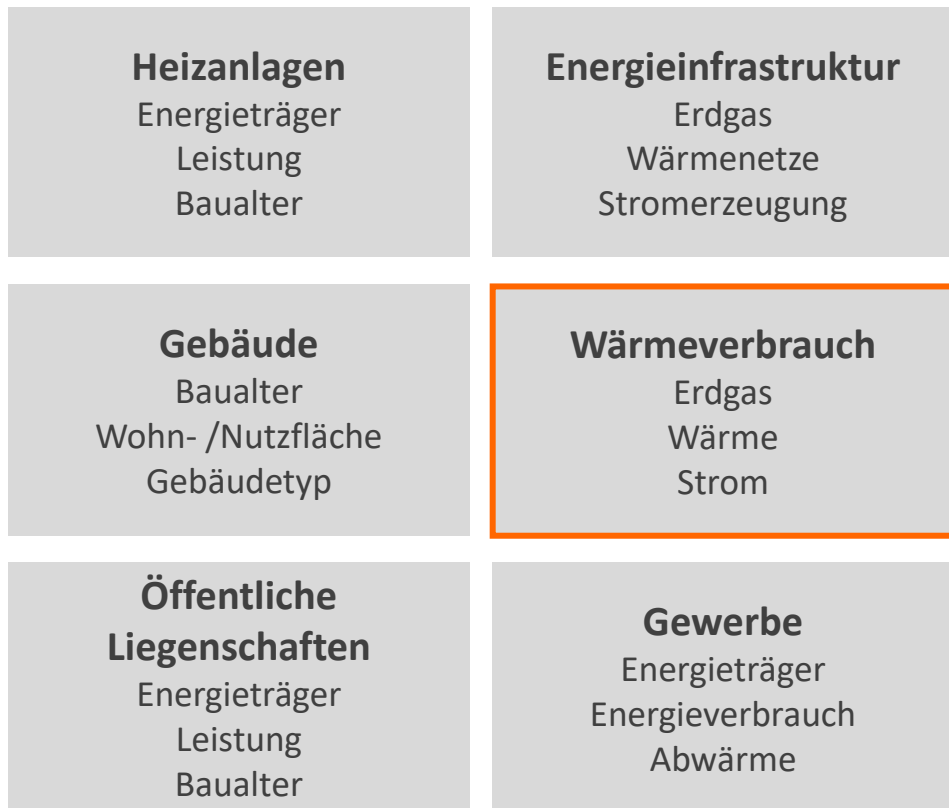 Heizanlagen
Energieträger
Leistung
Baualter
Energieinfrastruktur
Erdgas
Wärmenetze
Stromerzeugung
Gebäude
Baualter
Wohn- /Nutzfläche
Gebäudetyp
Wärmeverbrauch
Erdgas
Wärme
Strom
Öffentliche
Liegenschaften
Energieträger
Leistung
Baualter
Gewerbe
Energieträger
Energieverbrauch
Abwärme